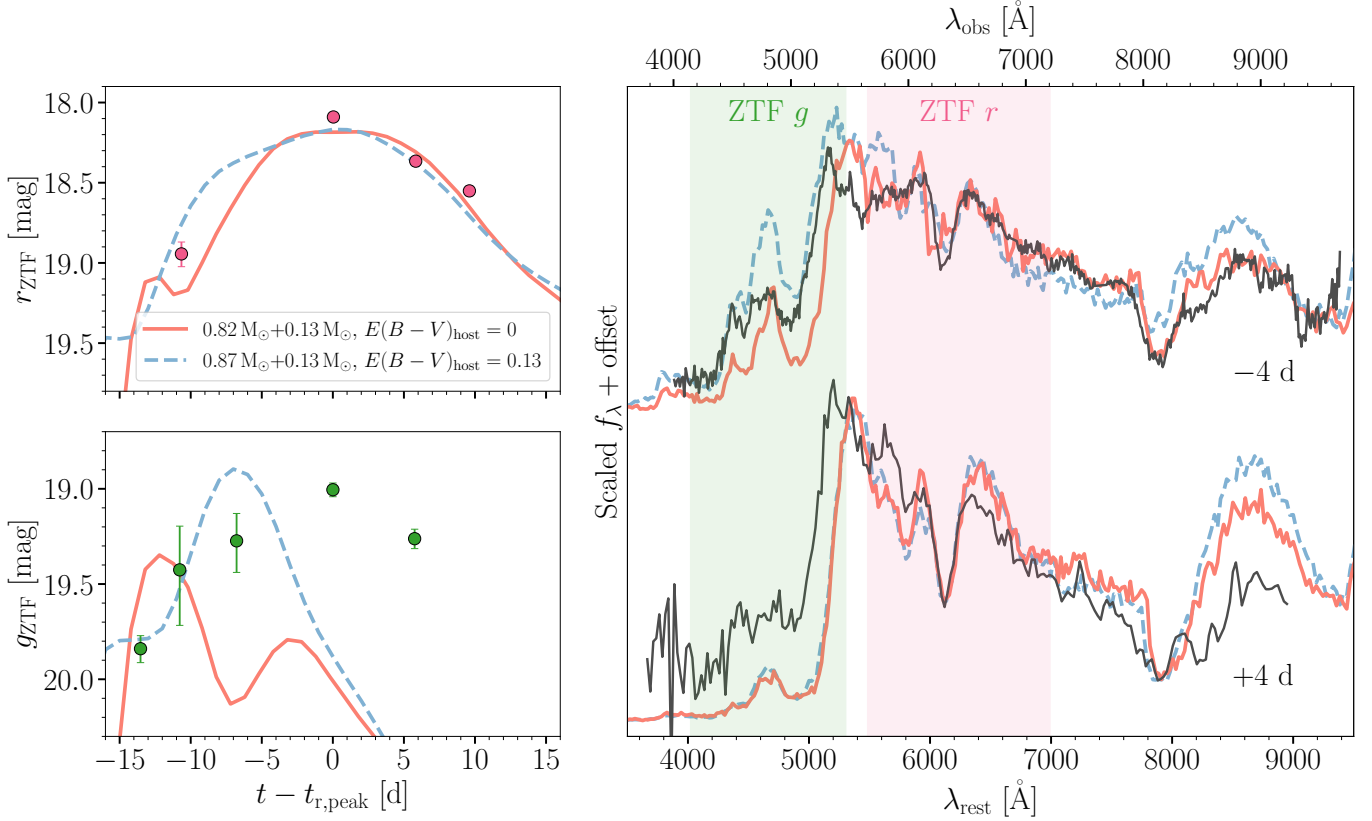 18.0
18.5
19.0
19.5
r_ZTF [mag]
0.82 M⊙+0.13 M⊙, E(B − V)_host = 0
0.87 M⊙+0.13 M⊙, E(B − V)_host = 0.13
19.0
19.5
20.0
g_ZTF [mag]
−15 −10 −5 0 5 10 15
t − t_r,peak [d]
λ_obs [Å]
4000 5000 6000 7000 8000 9000
ZTF g
ZTF r
Scaled f_λ + offset
−4 d
+4 d
4000 5000 6000 7000 8000 9000
λ_rest [Å]